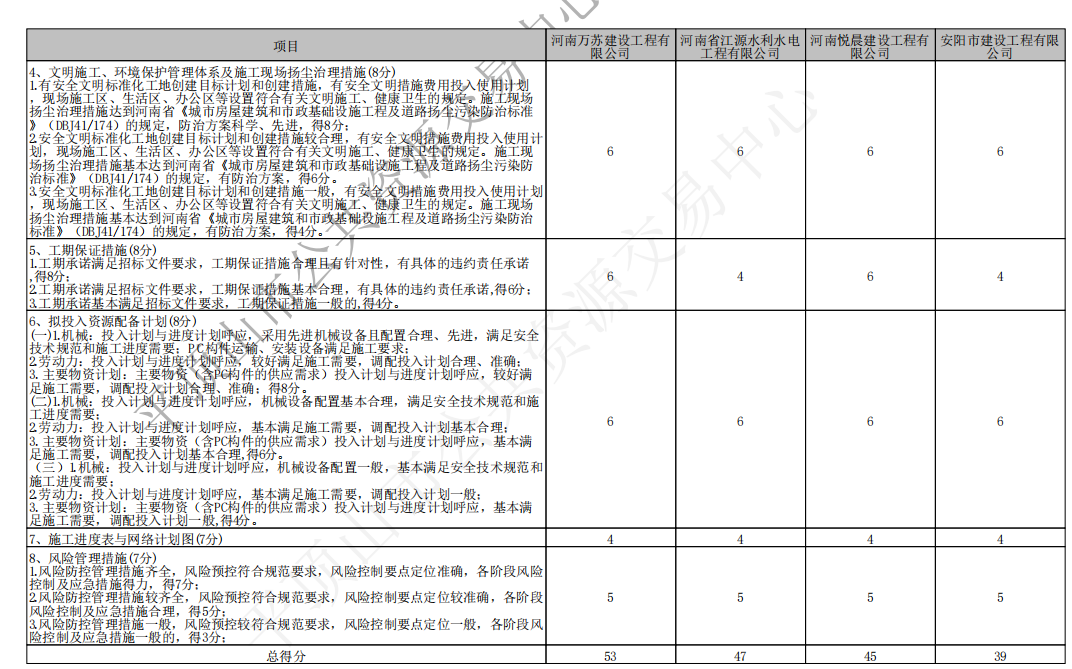 项目
河南万苏建设工程有
限公司
河南省江源水利水电
工程有限公司
河南悦晨建设工程有
限公司
安阳市建设工程有限
公司
4、文明施工、环境保护管理体系及施工现场扬尘治理措施(8分)
1.有安全文明标准化工地创建目标计划和创建措施，有安全文明措施费用投入使用计划
，现场施工区、生活区、办公区等设置符合有关文明施工、健康卫生的规定。施工现场
扬尘治理措施达到河南省《城市房屋建筑和市政基础设施工程及道路扬尘污染防治标准
》（DBJ41/174）的规定，防治方案科学、先进，得8分；
2.安全文明标准化工地创建目标计划和创建措施较合理，有安全文明措施费用投入使用计
划，现场施工区、生活区、办公区等设置符合有关文明施工、健康卫生的规定。施工现
场扬尘治理措施基本达到河南省《城市房屋建筑和市政基础设施工程及道路扬尘污染防
治标准》（DBJ41/174）的规定，有防治方案，得6分。
3.安全文明标准化工地创建目标计划和创建措施一般，有安全文明措施费用投入使用计划
，现场施工区、生活区、办公区等设置符合有关文明施工、健康卫生的规定。施工现场
扬尘治理措施基本达到河南省《城市房屋建筑和市政基础设施工程及道路扬尘污染防治
标准》（DBJ41/174）的规定，有防治方案，得4分。
6 6 6 6
5、工期保证措施(8分)
1.工期承诺满足招标文件要求，工期保证措施合理且有针对性，有具体的违约责任承诺
,得8分；
2.工期承诺满足招标文件要求，工期保证措施基本合理，有具体的违约责任承诺,得6分；
3.工期承诺基本满足招标文件要求，工期保证措施一般的,得4分。
6 4 6 4
6、拟投入资源配备计划(8分)
(一)1.机械：投入计划与进度计划呼应，采用先进机械设备且配置合理、先进，满足安全
技术规范和施工进度需要；PC构件运输、安装设备满足施工要求；
2.劳动力：投入计划与进度计划呼应，较好满足施工需要，调配投入计划合理、准确；
3.主要物资计划：主要物资（含PC构件的供应需求）投入计划与进度计划呼应，较好满
足施工需要，调配投入计划合理、准确；得8分。
(二)1.机械：投入计划与进度计划呼应，机械设备配置基本合理，满足安全技术规范和施
工进度需要；
2.劳动力：投入计划与进度计划呼应，基本满足施工需要，调配投入计划基本合理；
3.主要物资计划：主要物资（含PC构件的供应需求）投入计划与进度计划呼应，基本满
足施工需要，调配投入计划基本合理,得6分。
（三）1.机械：投入计划与进度计划呼应，机械设备配置一般，基本满足安全技术规范和
施工进度需要；
2.劳动力：投入计划与进度计划呼应，基本满足施工需要，调配投入计划一般；
3.主要物资计划：主要物资（含PC构件的供应需求）投入计划与进度计划呼应，基本满
足施工需要，调配投入计划一般,得4分。
6 6 6 6
7、施工进度表与网络计划图(7分)
4 4 4 4
8、风险管理措施(7分)
1.风险防控管理措施齐全，风险预控符合规范要求，风险控制要点定位准确，各阶段风险
控制及应急措施得力，得7分；
2.风险防控管理措施较齐全，风险预控符合规范要求，风险控制要点定位较准确，各阶段
风险控制及应急措施合理，得5分；
3.风险防控管理措施一般，风险预控较符合规范要求，风险控制要点定位一般，各阶段风
险控制及应急措施一般的，得3分；
5 5 5 5
总得分
53 47 45 39
平顶山市公共资源交易中心
平顶山市公共资源交易中心